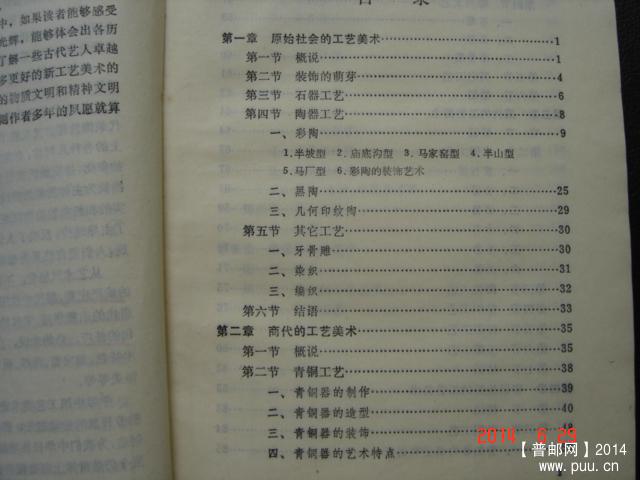 中，如果读者能够感受
光辉，能够体会出各历
了解一些古代艺人卓越
多更好的新工艺美术的
的物质文明和精神文明
则作者多年的夙愿就算
目 录
第一章 原始社会的工艺美术……1
第一节 概说……1
第二节 装饰的萌芽……4
第三节 石器工艺……6
第四节 陶器工艺……8
一、彩陶……9
1.半坡型 2.庙底沟型 3.马家窑型 4.半山型
5.马厂型 6.彩陶的装饰艺术
二、黑陶……25
三、几何印纹陶……29
第五节 其它工艺……30
一、牙骨雕……30
二、染织……31
三、编织……32
第六节 结语……33
第二章 商代的工艺美术……35
第一节 概说……35
第二节 青铜工艺……38
一、青铜器的制作……39
二、青铜器的造型……40
三、青铜器的装饰……48
四、青铜器的艺术特点
2014 6 29
【普邮网】2014
www.puu.cn